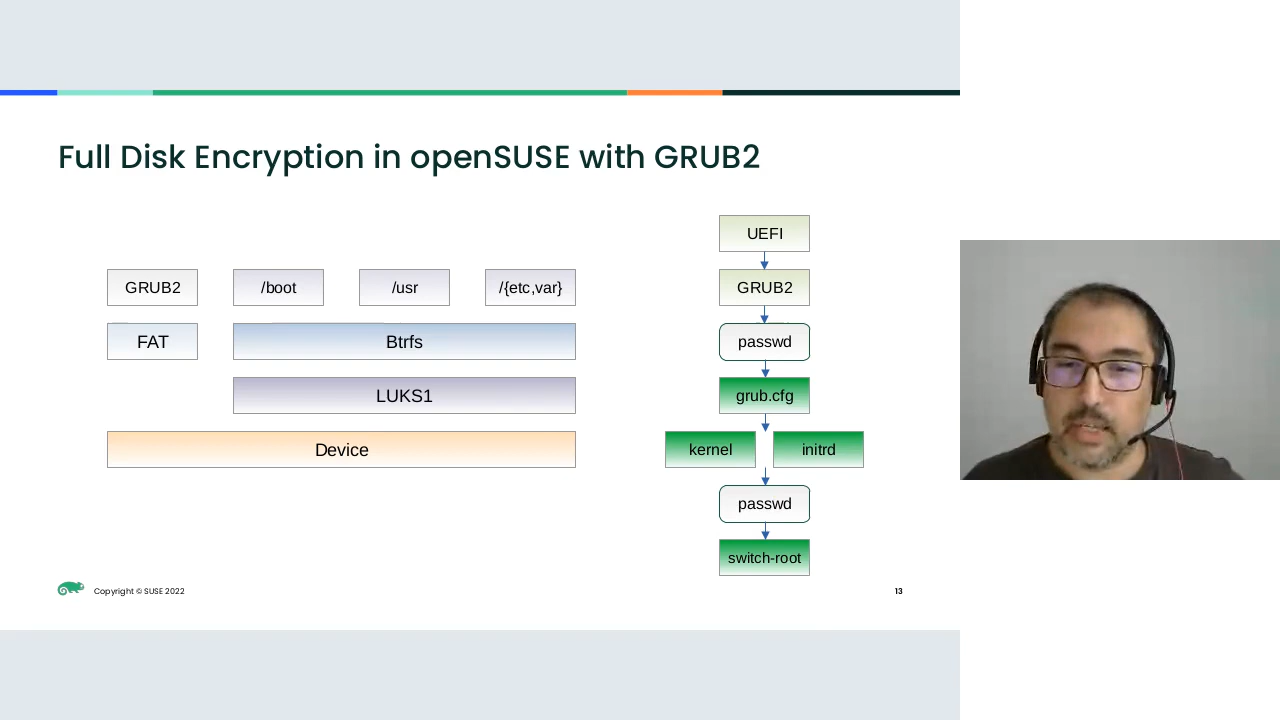 Full Disk Encryption in openSUSE with GRUB2
GRUB2
/boot
/usr
/{etc,var}
FAT
Btrfs
LUKS1
Device
UEFI
GRUB2
passwd
grub.cfg
kernel
initrd
passwd
switch-root
Copyright © SUSE 2022
13